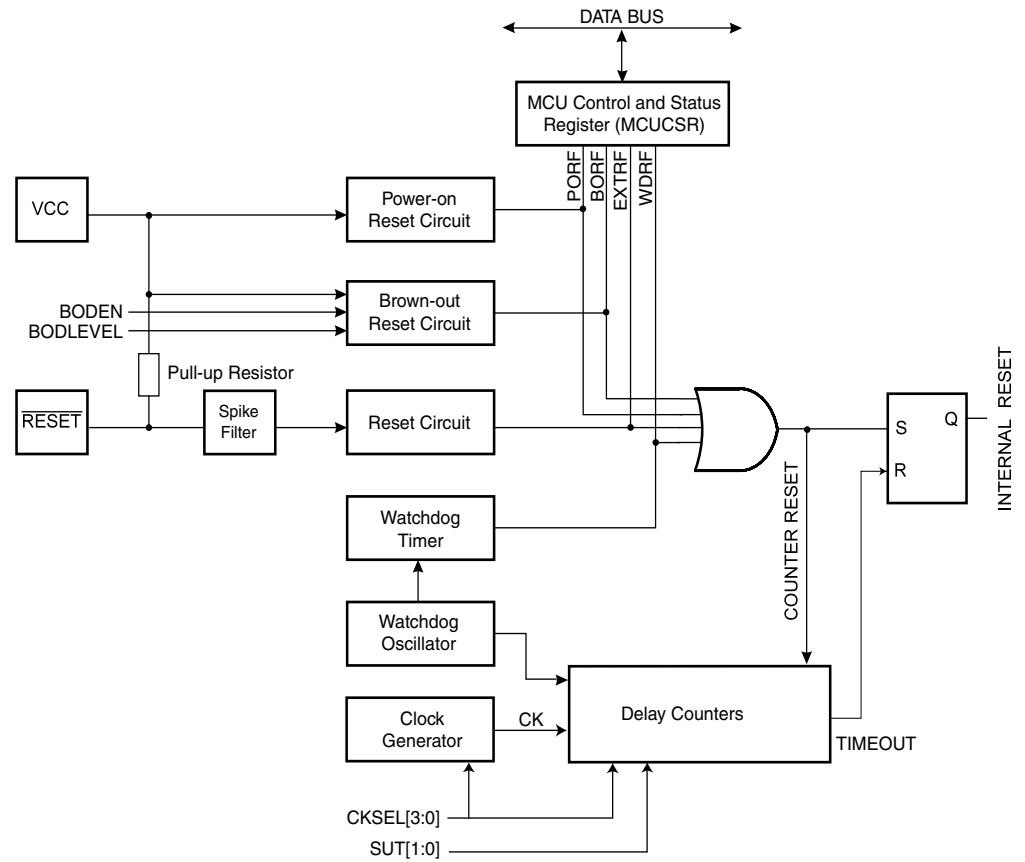 DATA BUS
MCU Control and Status
Register (MCUCSR)
PORF
BORF
EXTRF
WDRF
VCC
Power-on
Reset Circuit
BODEN
BODLEVEL
Brown-out
Reset Circuit
Pull-up Resistor
RESET
Spike
Filter
Reset Circuit
S
Q
R
INTERNAL RESET
COUNTER RESET
Watchdog
Timer
Watchdog
Oscillator
Clock
Generator
CK
Delay Counters
TIMEOUT
CKSEL[3:0]
SUT[1:0]